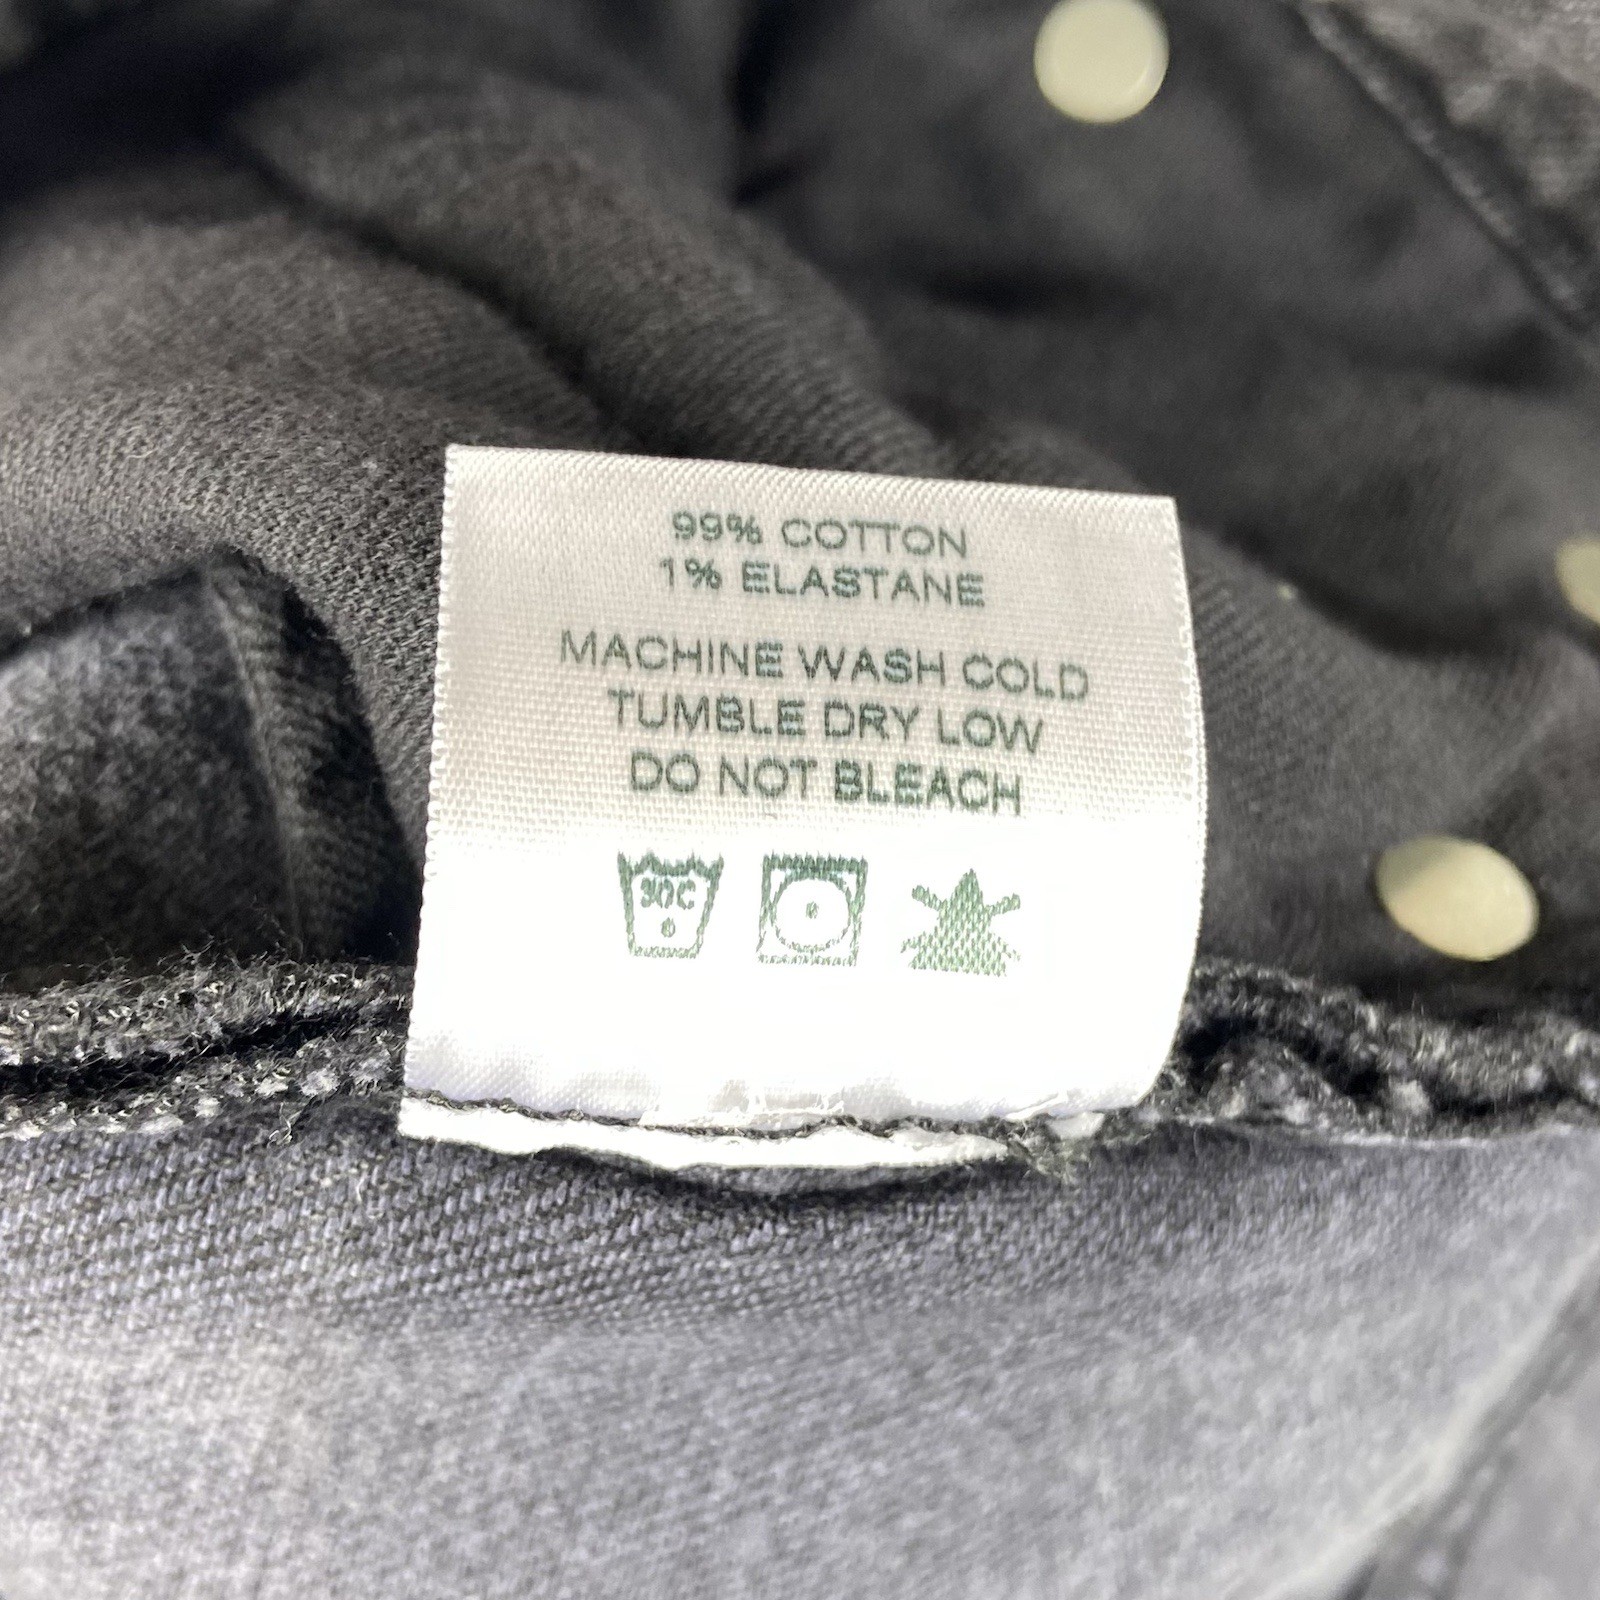 99% COTTON
1% ELASTANE
MACHINE WASH COLD
TUMBLE DRY LOW
DO NOT BLEACH
30C